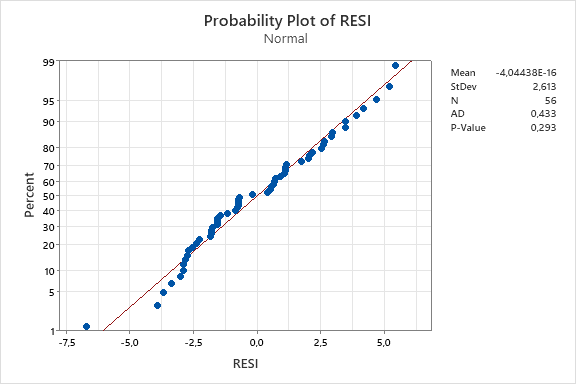 Probability Plot of RESI
Normal
Mean -4,04438E-16
StDev 2,613
N 56
AD 0,433
P-Value 0,293
99
95
90
80
70
60
50
40
30
20
10
5
1
Percent
-7,5 -5,0 -2,5 0,0 2,5 5,0
RESI